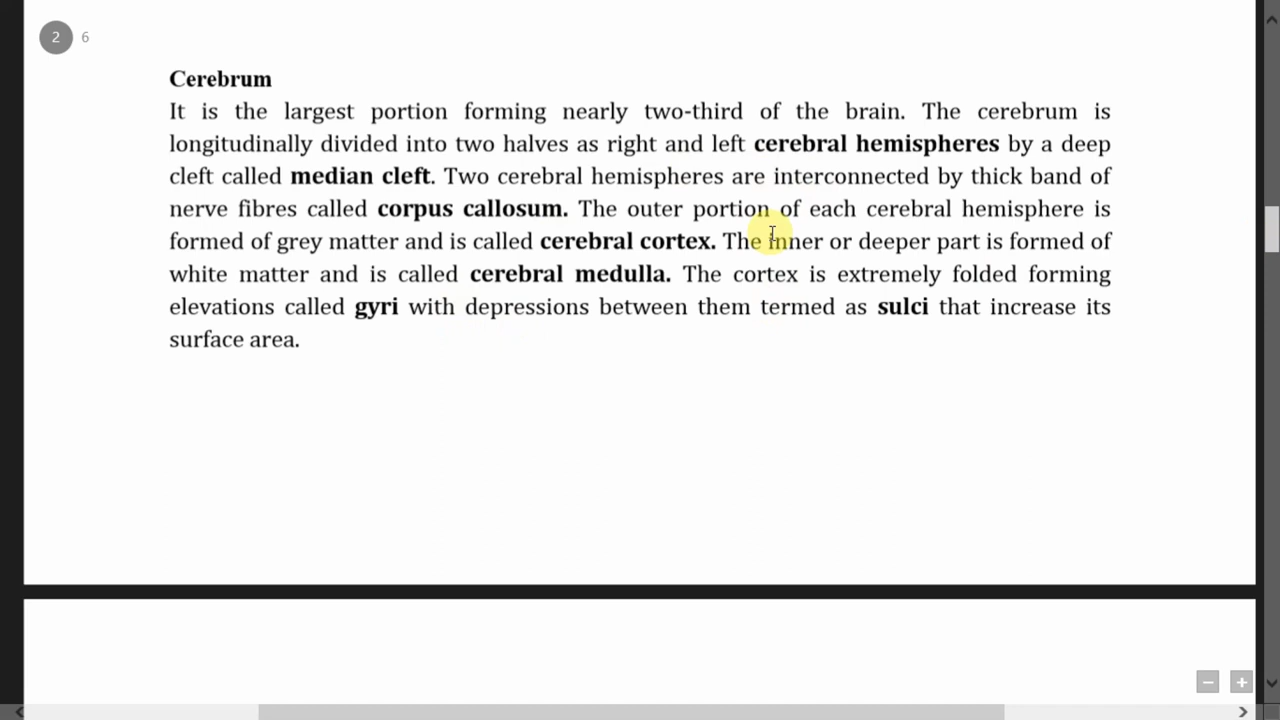 2 6
Cerebrum
It is the largest portion forming nearly two-third of the brain. The cerebrum is
longitudinally divided into two halves as right and left cerebral hemispheres by a deep
cleft called median cleft. Two cerebral hemispheres are interconnected by thick band of
nerve fibres called corpus callosum. The outer portion of each cerebral hemisphere is
formed of grey matter and is called cerebral cortex. The inner or deeper part is formed of
white matter and is called cerebral medulla. The cortex is extremely folded forming
elevations called gyri with depressions between them termed as sulci that increase its
surface area.